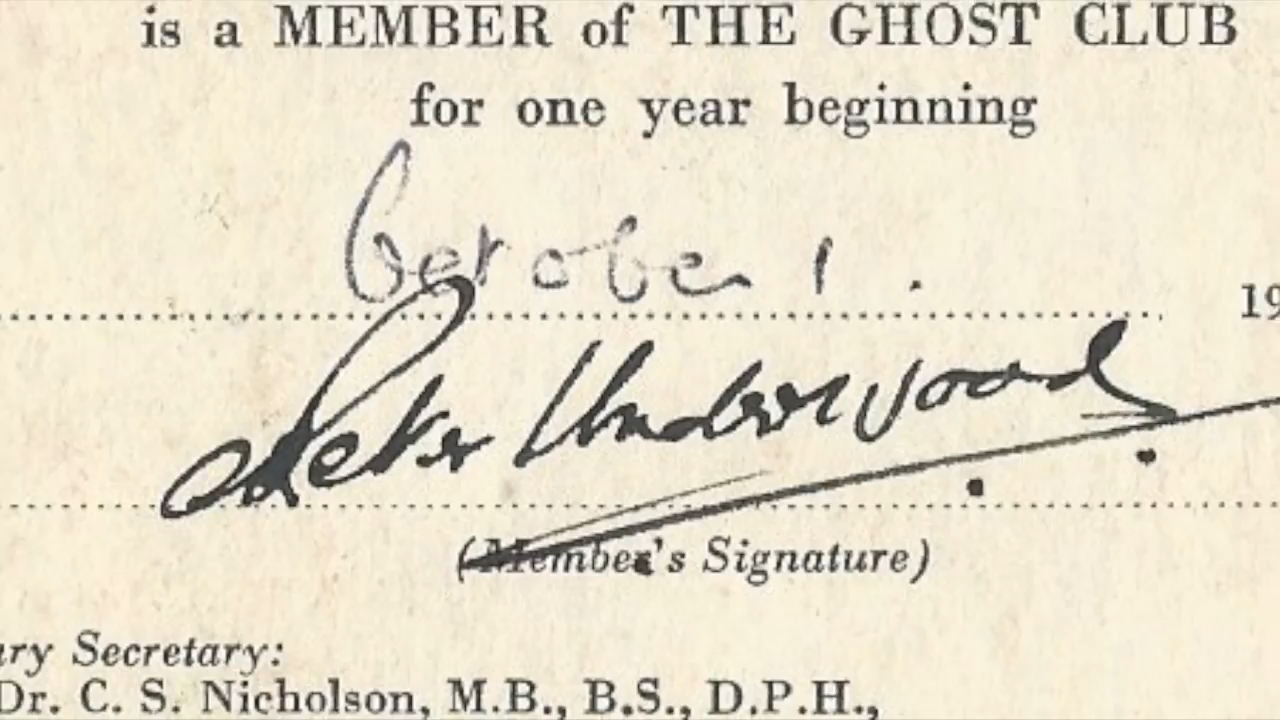 is a MEMBER of THE GHOST CLUB
for one year beginning
October 1.
19
Peter Underwood
(Member's Signature)
ary Secretary:
Dr. C. S. Nicholson, M.B., B.S., D.P.H.,